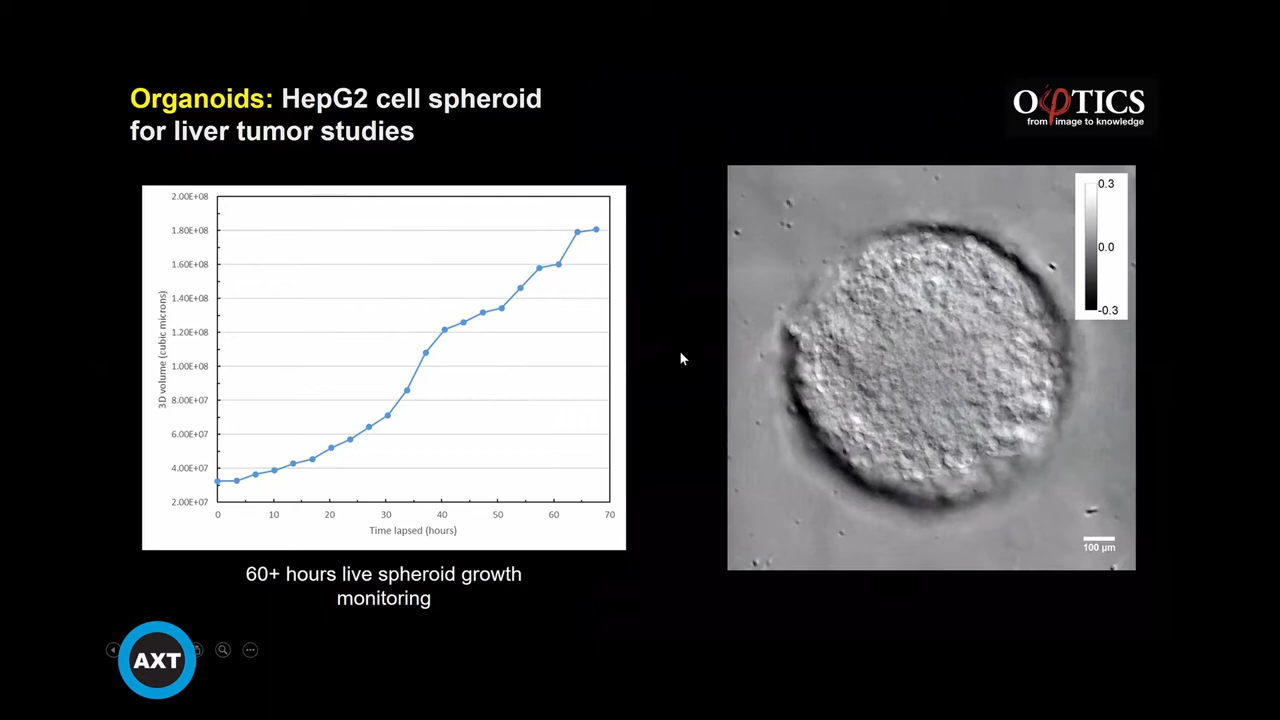 Organoids: HepG2 cell spheroid
for liver tumor studies
OφTICS
from image to knowledge
2.00E+08
1.80E+08
1.60E+08
1.40E+08
1.20E+08
1.00E+08
8.00E+07
6.00E+07
4.00E+07
2.00E+07
3D volume (cubic microns)
0 10 20 30 40 50 60 70
Time lapsed (hours)
60+ hours live spheroid growth
monitoring
0.3
0.0
-0.3
100 µm
AXT